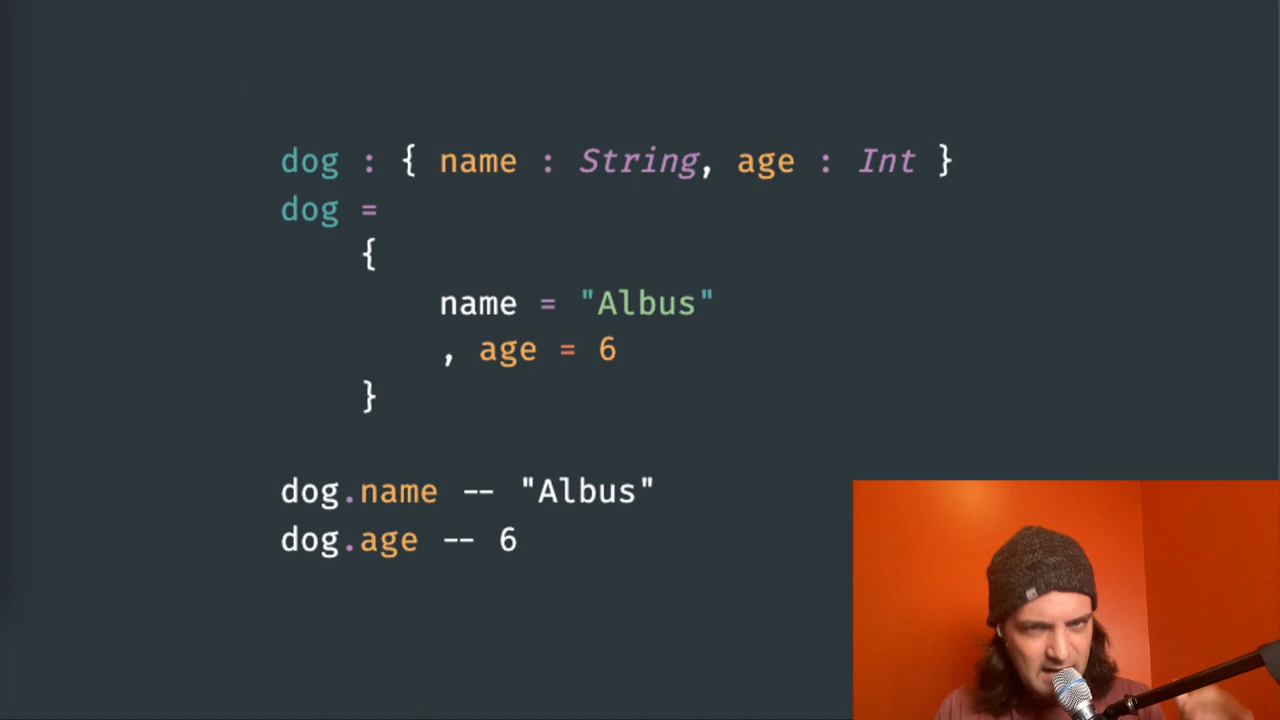 dog : { name : String, age : Int }
dog =
    {
        name = "Albus"
        , age = 6
    }
dog.name -- "Albus"
dog.age -- 6